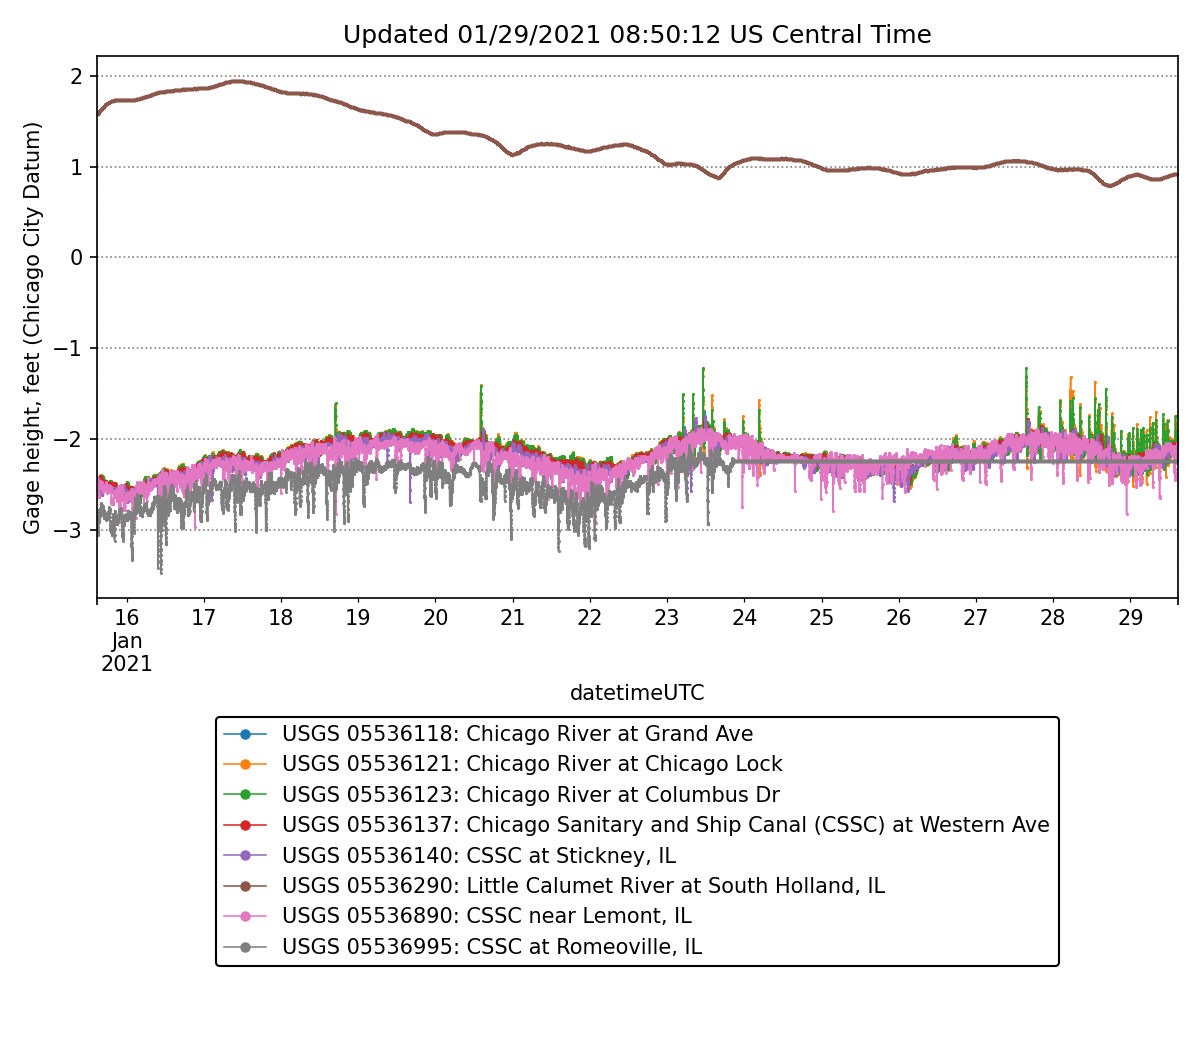 Updated 01/29/2021 08:50:12 US Central Time
Gage height, feet (Chicago City Datum)
2
1
0
−1
−2
−3
16 17 18 19 20 21 22 23 24 25 26 27 28 29
Jan
2021
datetimeUTC
USGS 05536118: Chicago River at Grand Ave
USGS 05536121: Chicago River at Chicago Lock
USGS 05536123: Chicago River at Columbus Dr
USGS 05536137: Chicago Sanitary and Ship Canal (CSSC) at Western Ave
USGS 05536140: CSSC at Stickney, IL
USGS 05536290: Little Calumet River at South Holland, IL
USGS 05536890: CSSC near Lemont, IL
USGS 05536995: CSSC at Romeoville, IL